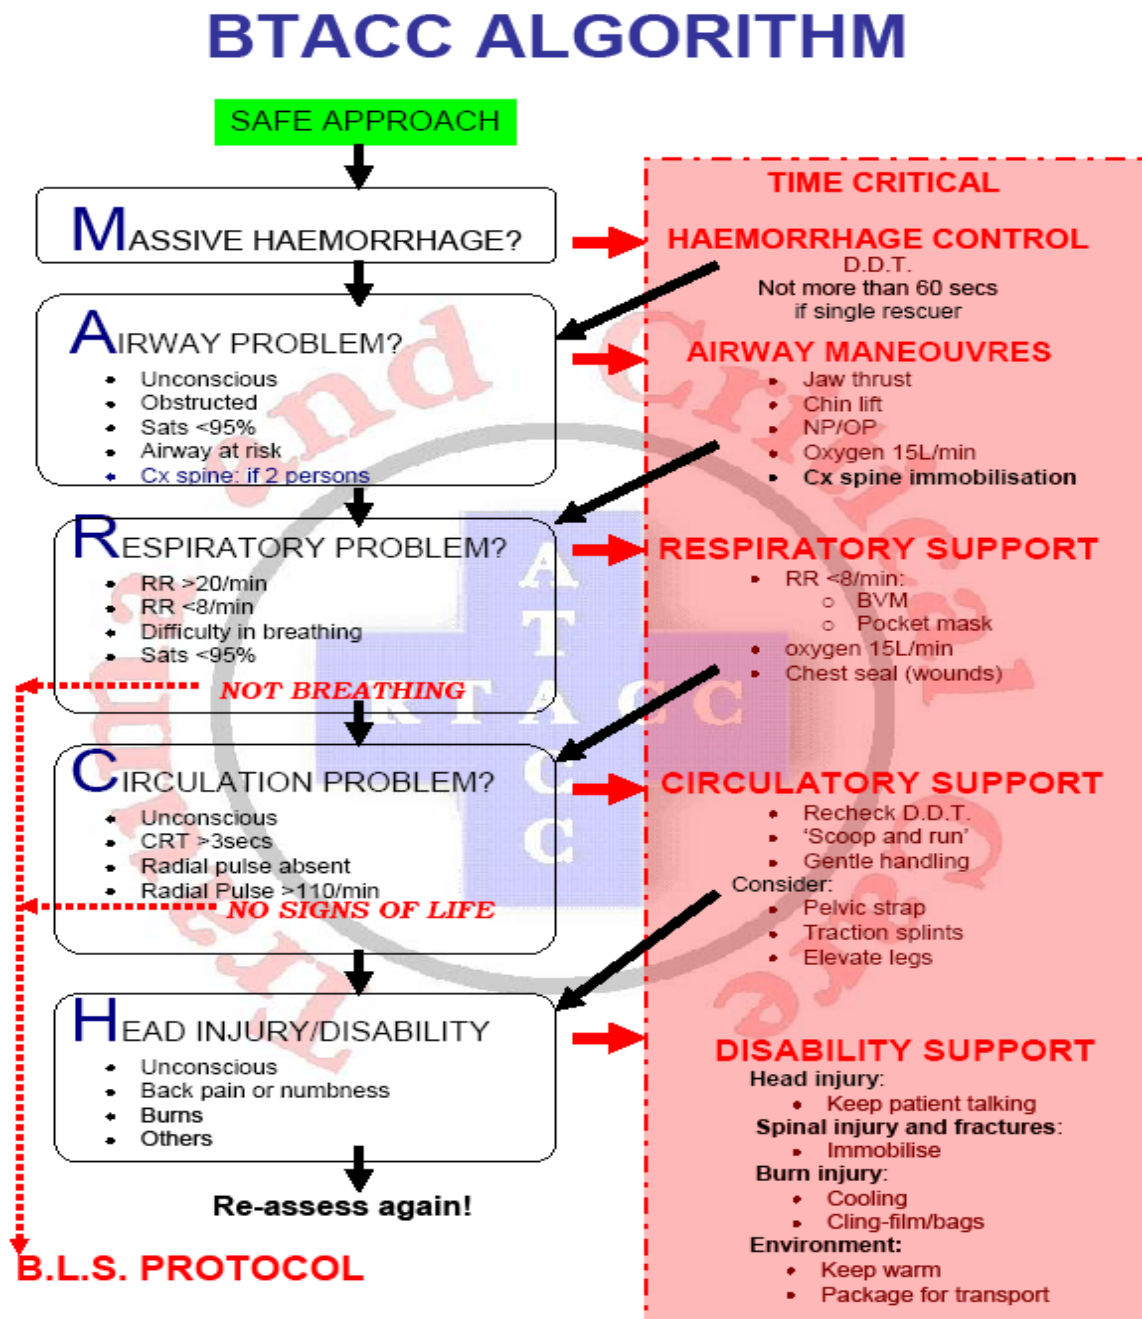 BTACC ALGORITHM
SAFE APPROACH
MASSIVE HAEMORRHAGE?
AIRWAY PROBLEM?
• Unconscious
• Obstructed
• Sats <95%
• Airway at risk
• Cx spine: if 2 persons
RESPIRATORY PROBLEM?
• RR >20/min
• RR <8/min
• Difficulty in breathing
• Sats <95%
NOT BREATHING
CIRCULATION PROBLEM?
• Unconscious
• CRT >3secs
• Radial pulse absent
• Radial Pulse >110/min
NO SIGNS OF LIFE
HEAD INJURY/DISABILITY
• Unconscious
• Back pain or numbness
• Burns
• Others
Re-assess again!
B.L.S. PROTOCOL
TIME CRITICAL
HAEMORRHAGE CONTROL
D.D.T.
Not more than 60 secs
if single rescuer
AIRWAY MANEOUVRES
• Jaw thrust
• Chin lift
• NP/OP
• Oxygen 15L/min
• Cx spine immobilisation
RESPIRATORY SUPPORT
• RR <8/min:
o BVM
o Pocket mask
• oxygen 15L/min
• Chest seal (wounds)
CIRCULATORY SUPPORT
• Recheck D.D.T.
• ‘Scoop and run’
• Gentle handling
Consider:
• Pelvic strap
• Traction splints
• Elevate legs
DISABILITY SUPPORT
Head injury:
• Keep patient talking
Spinal injury and fractures:
• Immobilise
Burn injury:
• Cooling
• Cling-film/bags
Environment:
• Keep warm
• Package for transport
Trauma and Critical Care
ATACC
TACC